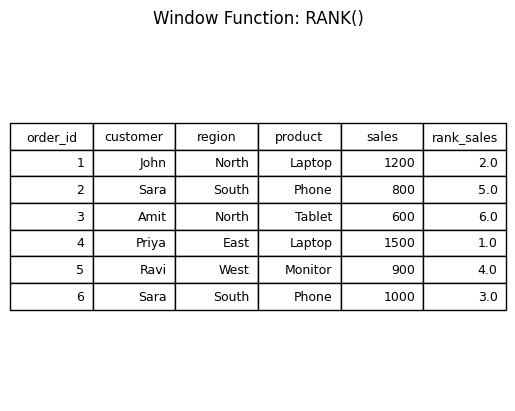 Window Function: RANK()
order_id customer region product sales rank_sales
1 John North Laptop 1200 2.0
2 Sara South Phone 800 5.0
3 Amit North Tablet 600 6.0
4 Priya East Laptop 1500 1.0
5 Ravi West Monitor 900 4.0
6 Sara South Phone 1000 3.0